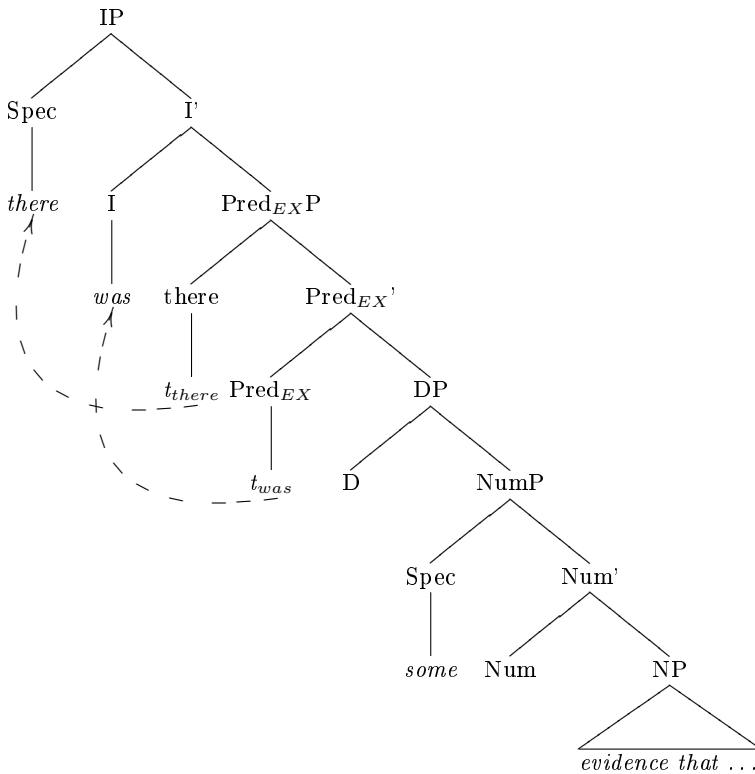 IP
Spec I'
there I Pred_EX P
was there Pred_EX '
t_there Pred_EX DP
t_was D NumP
Spec Num'
some Num NP
evidence that ...